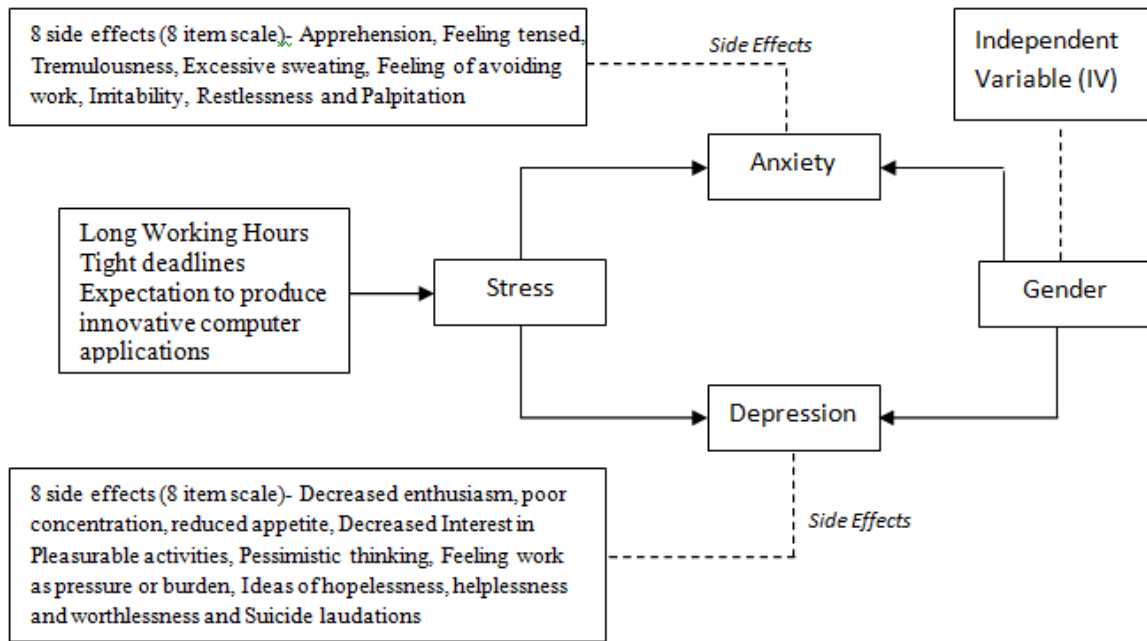 8 side effects (8 item scale)- Apprehension, Feeling tensed,
Tremulousness, Excessive sweating, Feeling of avoiding
work, Irritability, Restlessness and Palpitation
Side Effects
Independent
Variable (IV)
Anxiety
Long Working Hours
Tight deadlines
Expectation to produce
innovative computer
applications
Stress
Gender
Depression
8 side effects (8 item scale)- Decreased enthusiasm, poor
concentration, reduced appetite, Decreased Interest in
Pleasurable activities, Pessimistic thinking, Feeling work
as pressure or burden, Ideas of hopelessness, helplessness
and worthlessness and Suicide laudations
Side Effects